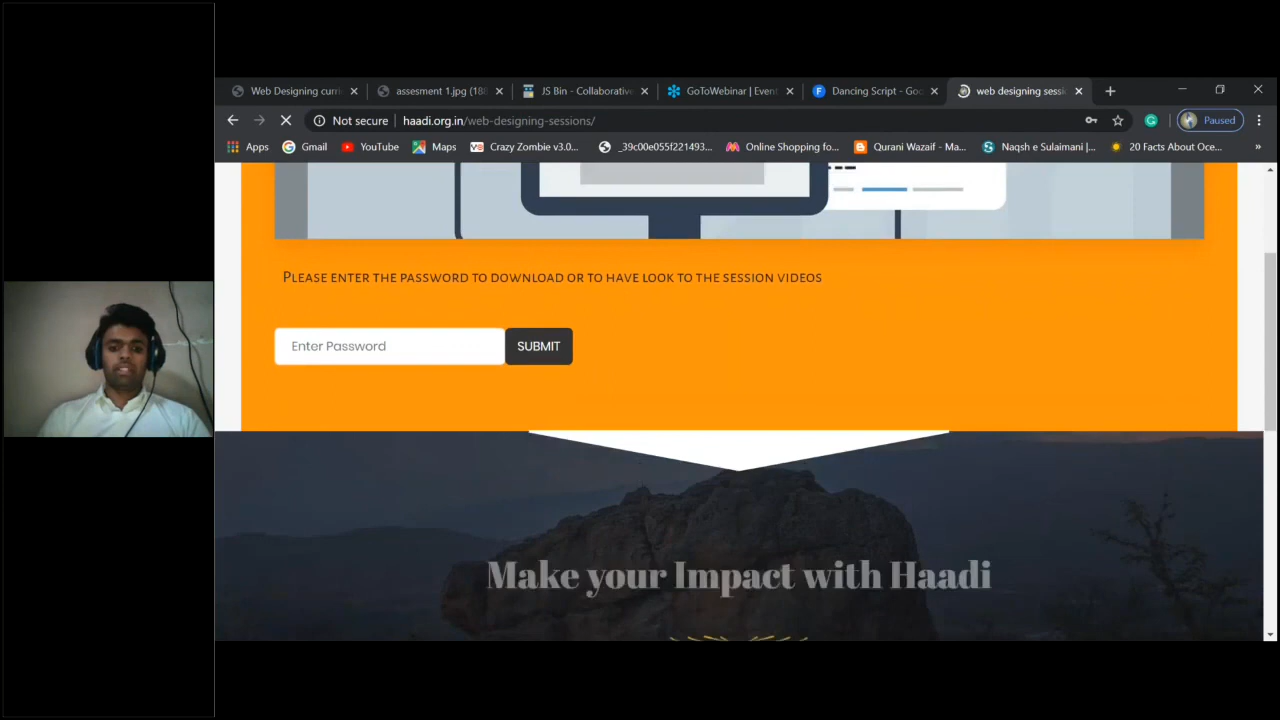 Web Designing curri
assesment 1.jpg (188
JS Bin - Collaborative
GoToWebinar | Event
Dancing Script - Goo
web designing sessi
Not secure haadi.org.in/web-designing-sessions/
Paused
Apps
Gmail
YouTube
Maps
Crazy Zombie v3.0...
_39c00e055f221493...
Online Shopping fo...
Qurani Wazaif - Ma...
Naqsh e Sulaimani |...
20 Facts About Oce...
»
Please enter the password to download or to have look to the session videos
Enter Password
SUBMIT
Make your Impact with Haadi